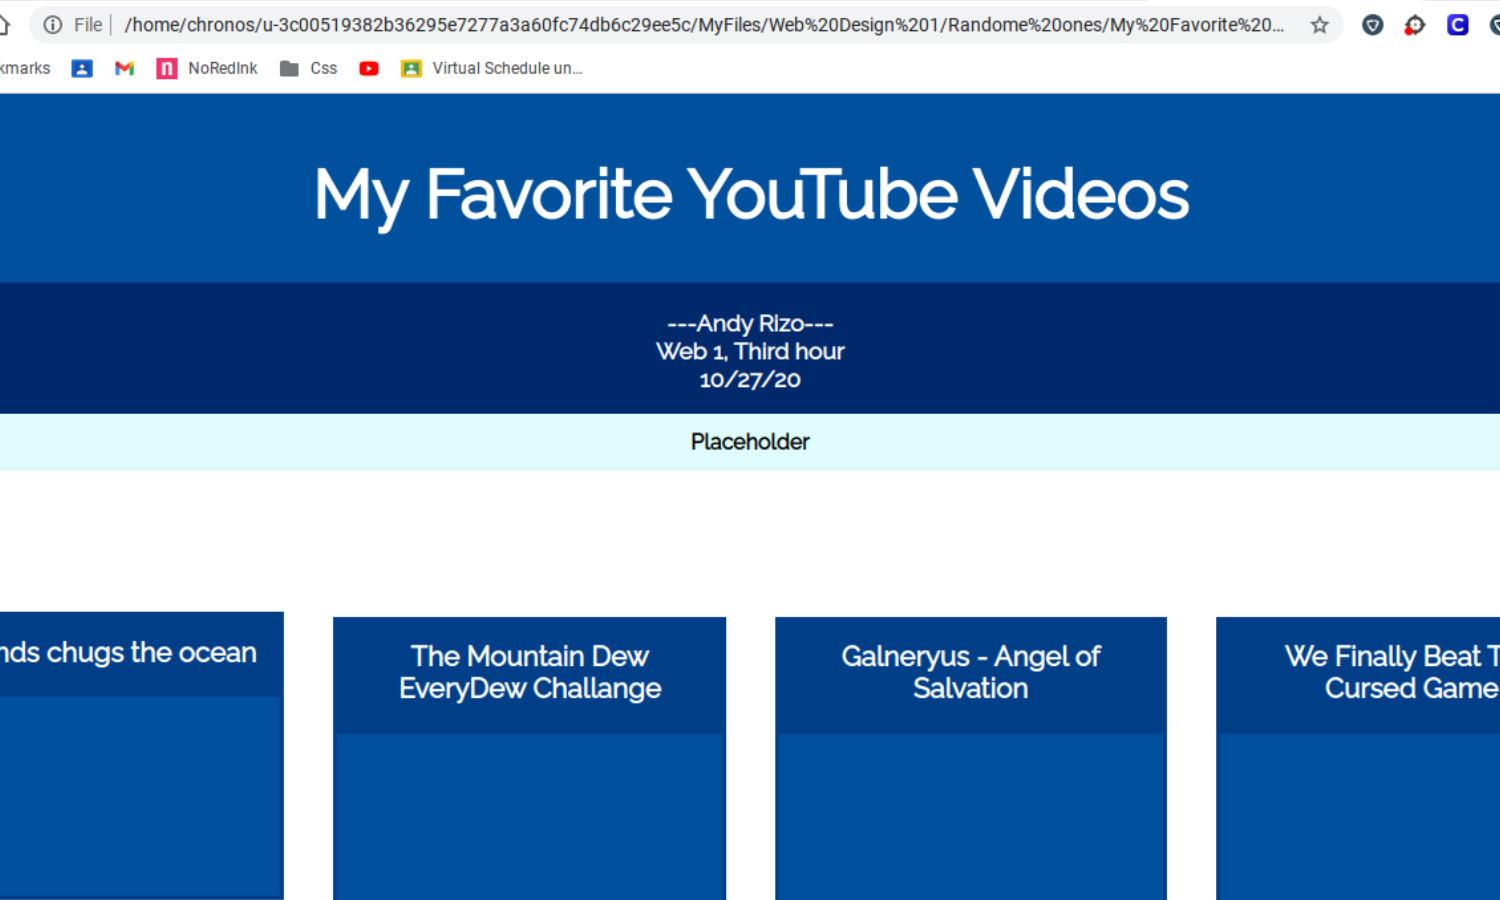 File | /home/chronos/u-3c00519382b36295e7277a3a60fc74db6c29ee5c/MyFiles/Web%20Design%201/Randome%20ones/My%20Favorite%20...
kmarks NoRedInk Css Virtual Schedule un...
My Favorite YouTube Videos
---Andy Rizo---
Web 1, Third hour
10/27/20
Placeholder
nds chugs the ocean
The Mountain Dew
EveryDew Challange
Galneryus - Angel of
Salvation
We Finally Beat T
Cursed Game